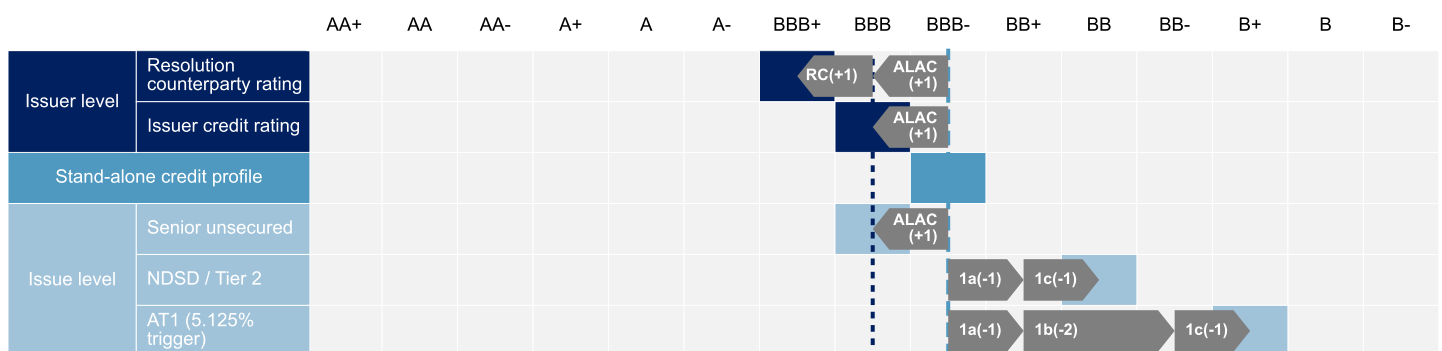 AA+ AA AA- A+ A A- BBB+ BBB BBB- BB+ BB BB- B+ B B-
Issuer level
Resolution
counterparty rating
RC(+1)
ALAC
(+1)
Issuer credit rating
ALAC
(+1)
Stand-alone credit profile
Issue level
Senior unsecured
ALAC
(+1)
NDSD / Tier 2
1a(-1) 1c(-1)
AT1 (5.125%
trigger)
1a(-1) 1b(-2) 1c(-1)